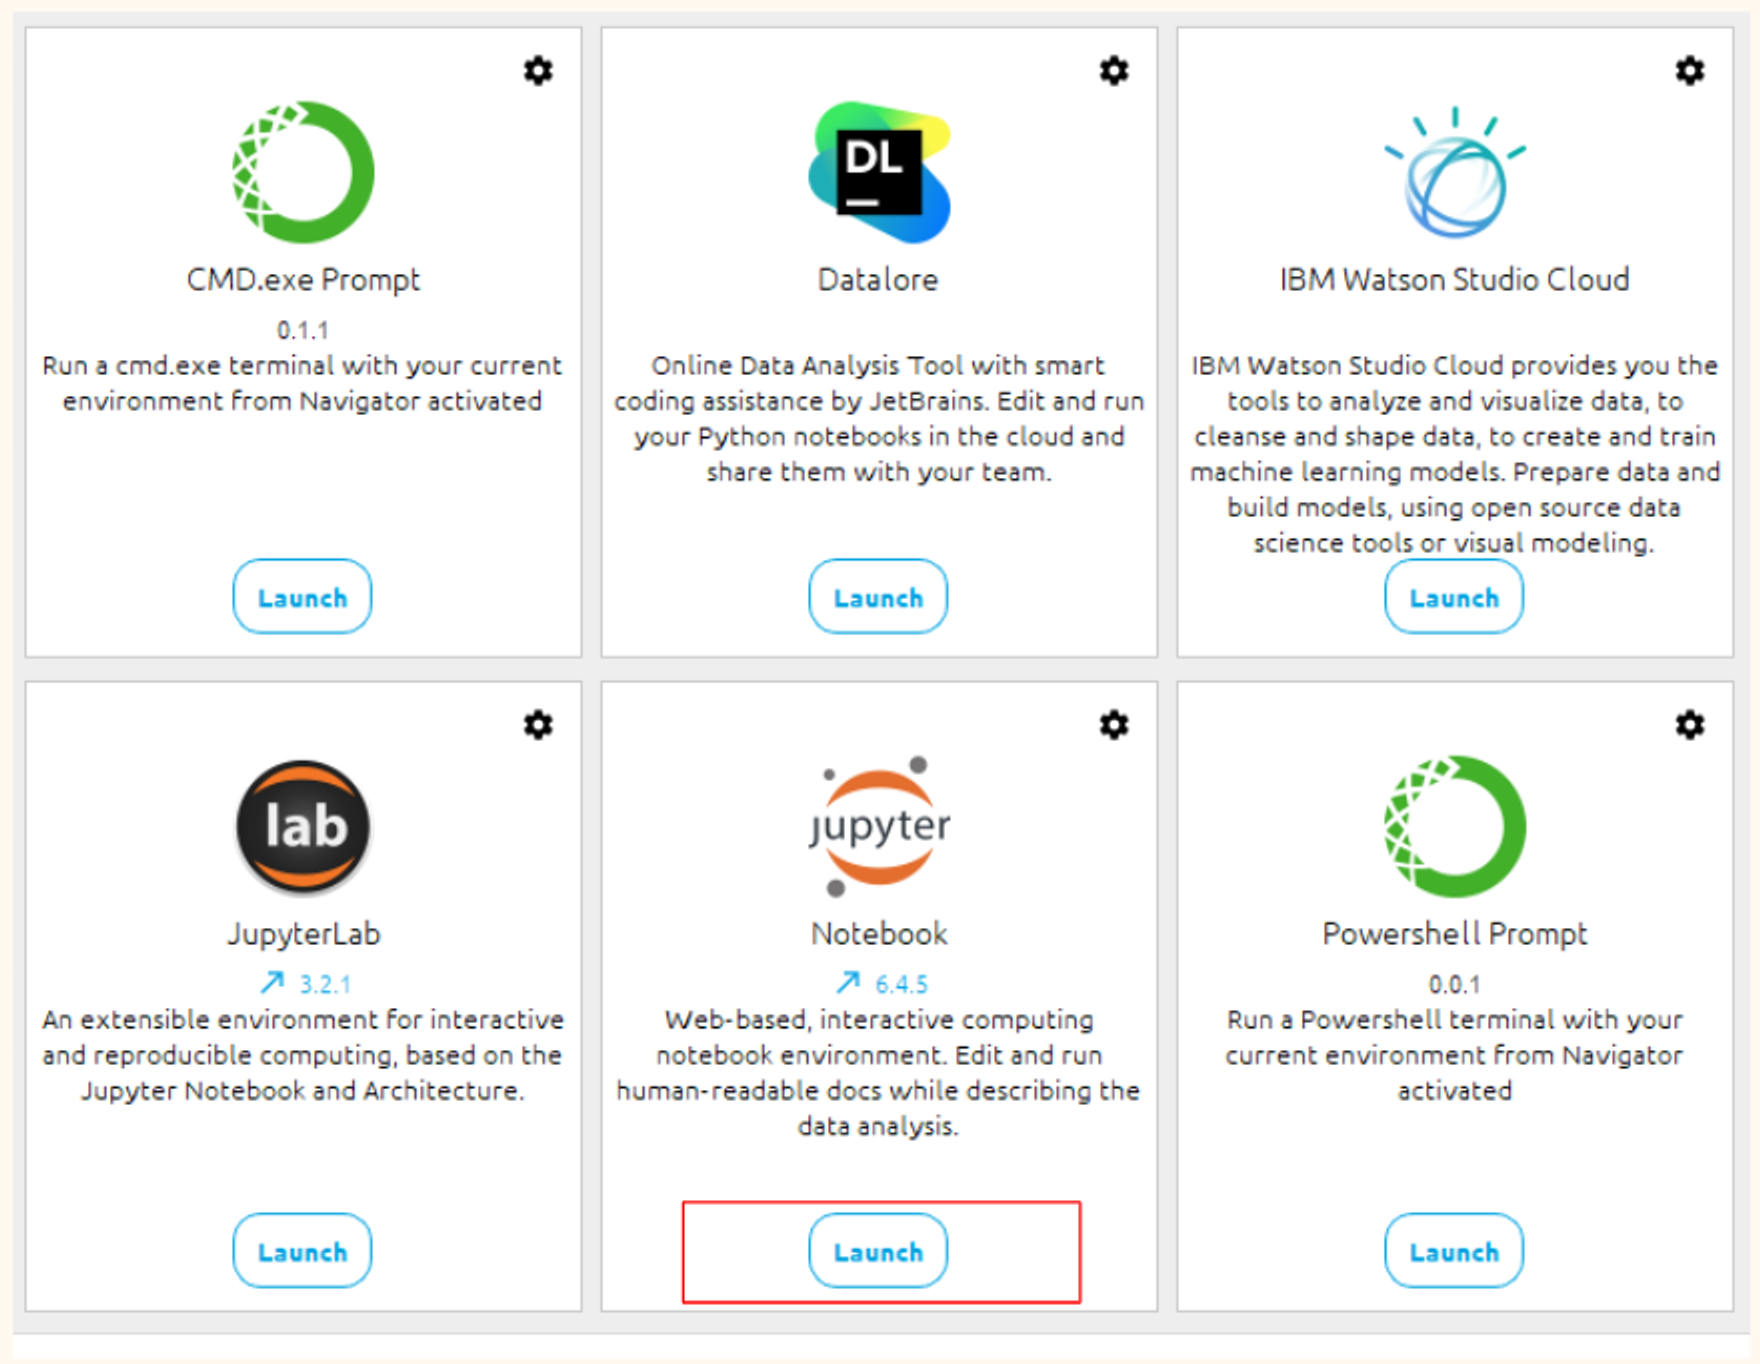 DL
CMD.exe Prompt
0.1.1
Run a cmd.exe terminal with your current
environment from Navigator activated
Launch
Datalore
Online Data Analysis Tool with smart
coding assistance by JetBrains. Edit and run
your Python notebooks in the cloud and
share them with your team.
Launch
IBM Watson Studio Cloud
IBM Watson Studio Cloud provides you the
tools to analyze and visualize data, to
cleanse and shape data, to create and train
machine learning models. Prepare data and
build models, using open source data
science tools or visual modeling.
Launch
lab
JupyterLab
3.2.1
An extensible environment for interactive
and reproducible computing, based on the
Jupyter Notebook and Architecture.
Launch
jupyter
Notebook
6.4.5
Web-based, interactive computing
notebook environment. Edit and run
human-readable docs while describing the
data analysis.
Launch
Powershell Prompt
0.0.1
Run a Powershell terminal with your
current environment from Navigator
activated
Launch